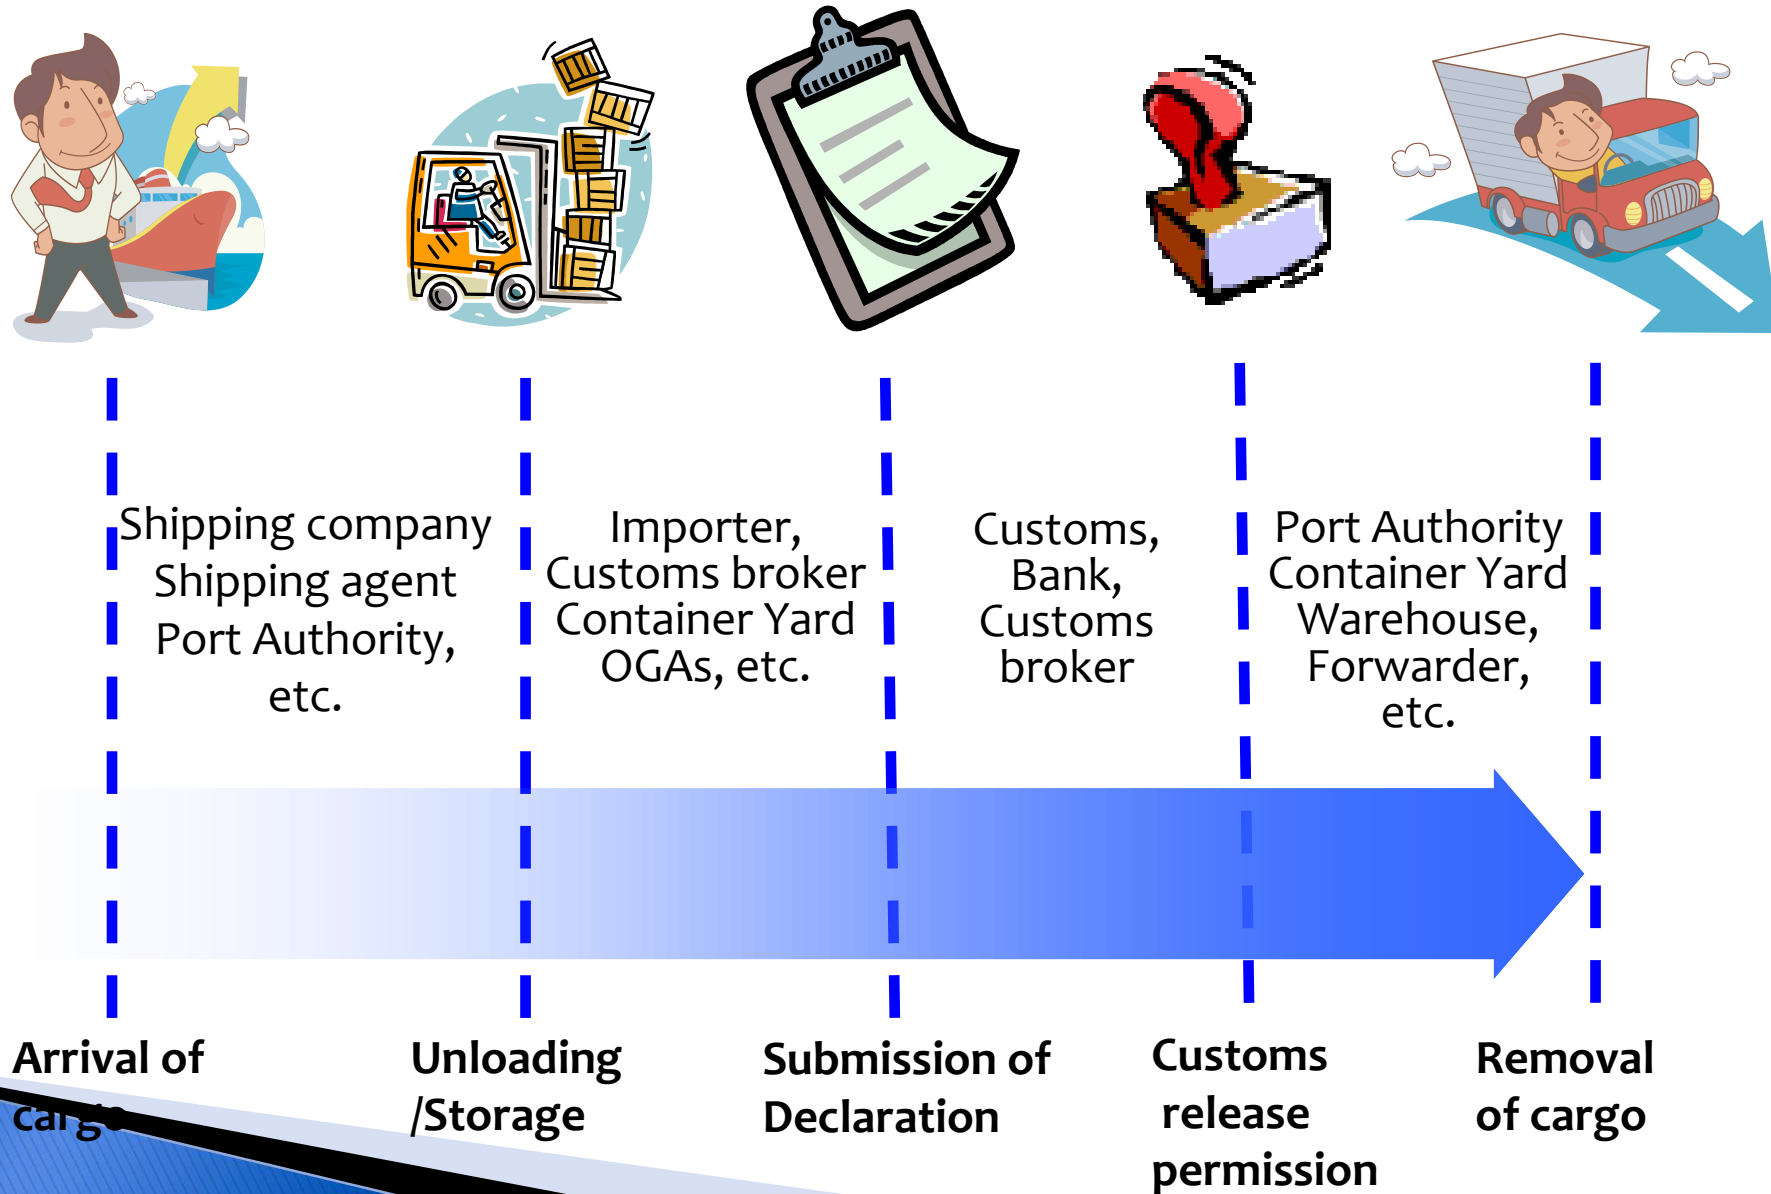 Shipping company
Shipping agent
Port Authority,
etc.
Importer,
Customs broker
Container Yard
OGAs, etc.
Customs,
Bank,
Customs
broker
Port Authority
Container Yard
Warehouse,
Forwarder,
etc.
Arrival of
cargo
Unloading
/Storage
Submission of
Declaration
Customs
release
permission
Removal
of cargo